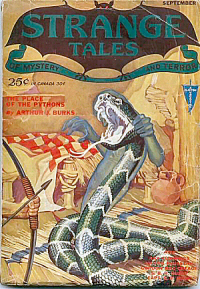 SEPTEMBER
STRANGE
TALES
OF MYSTERY AND TERROR
25¢ IN CANADA 30¢
THE PLACE
OF THE PYTHONS
By ARTHUR J. BURKS
CLAYTON